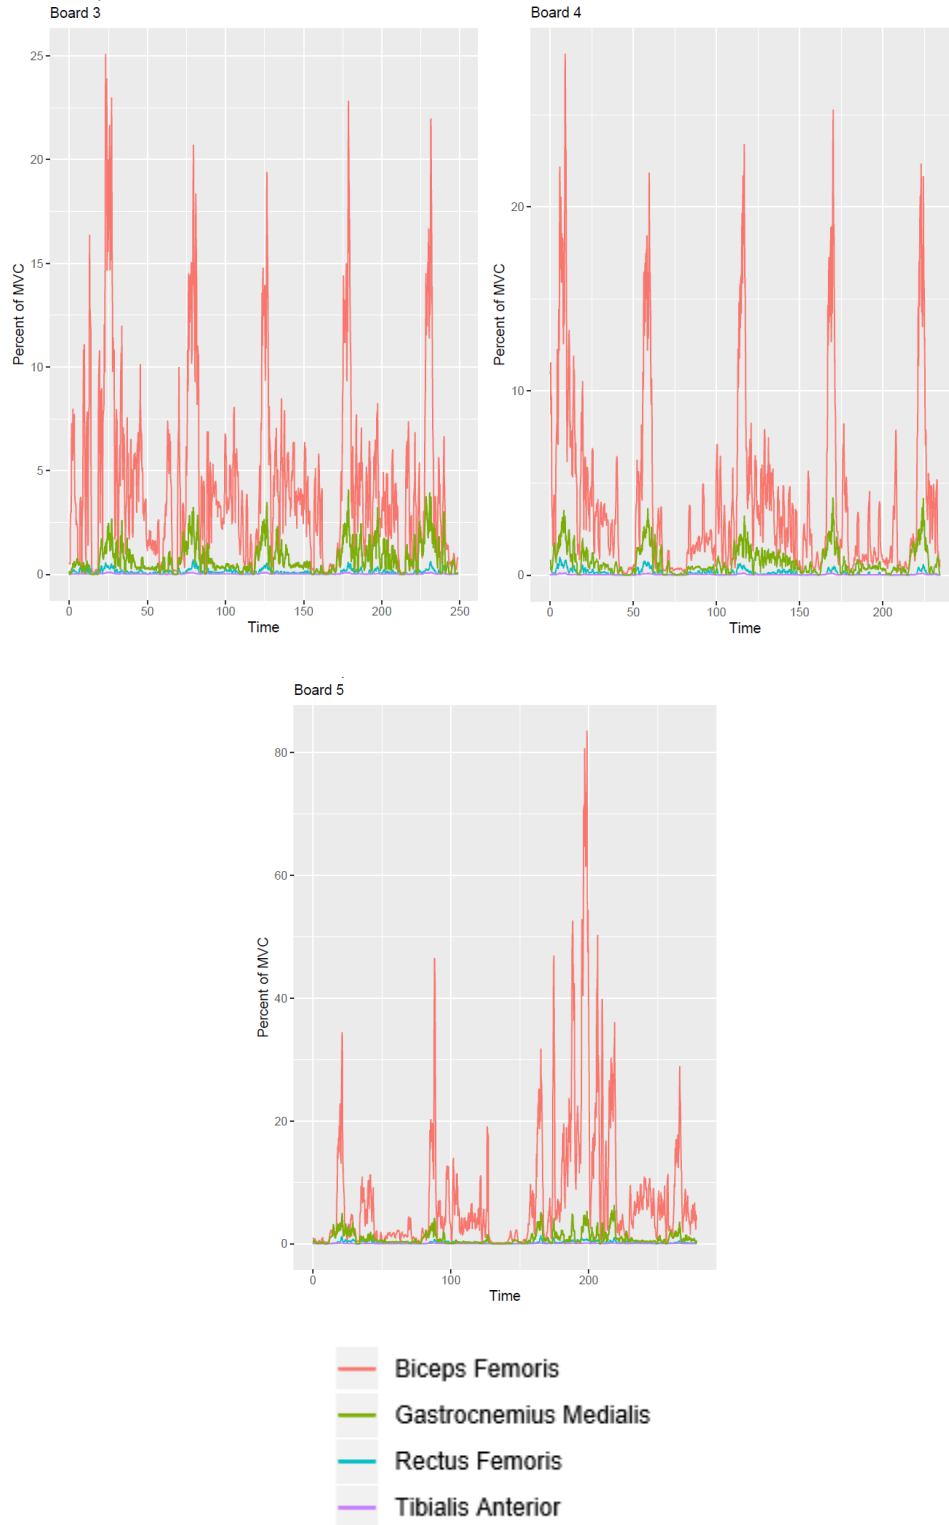 Board 3
Percent of MVC
25
20
15
10
5
0
0 50 100 150 200 250
Time
Board 4
Percent of MVC
20
10
0
0 50 100 150 200
Time
Board 5
Percent of MVC
80
60
40
20
0
0 100 200
Time
Biceps Femoris
Gastrocnemius Medialis
Rectus Femoris
Tibialis Anterior